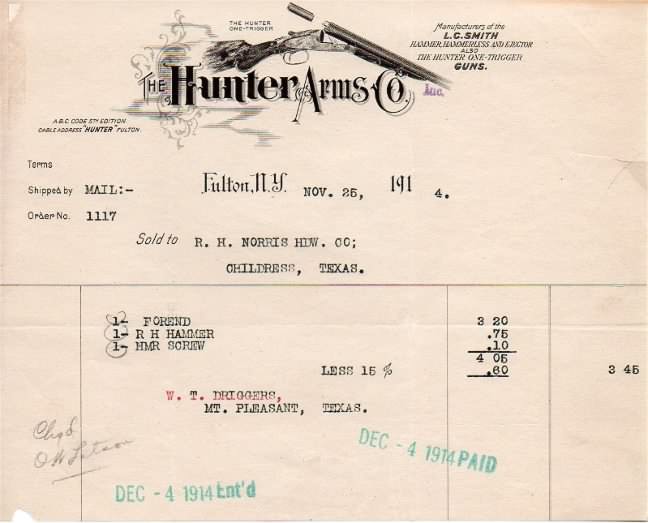 THE HUNTER
ONE-TRIGGER
Manufacturers of the
L.C. SMITH
HAMMER, HAMMERLESS AND EJECTOR
ALSO
THE HUNTER ONE-TRIGGER
GUNS.
THE Hunter Arms Co. Inc.
A.B.C. CODE 5TH EDITION
CABLE ADDRESS "HUNTER" FULTON.
Terms
Shipped by MAIL:-
Fulton, N.Y. NOV. 25, 191 4.
Order No. 1117
Sold to R. H. NORRIS HDW. CO;
CHILDRESS, TEXAS.
1- FOREND 3 20
1- R H HAMMER .75
1- HMR SCREW .10
4 05
LESS 15 % .60 3 45
W. T. DRIGGERS,
MT. PLEASANT, TEXAS.
Chgd
DEC - 4 1914 PAID
DEC - 4 1914 Ent'd